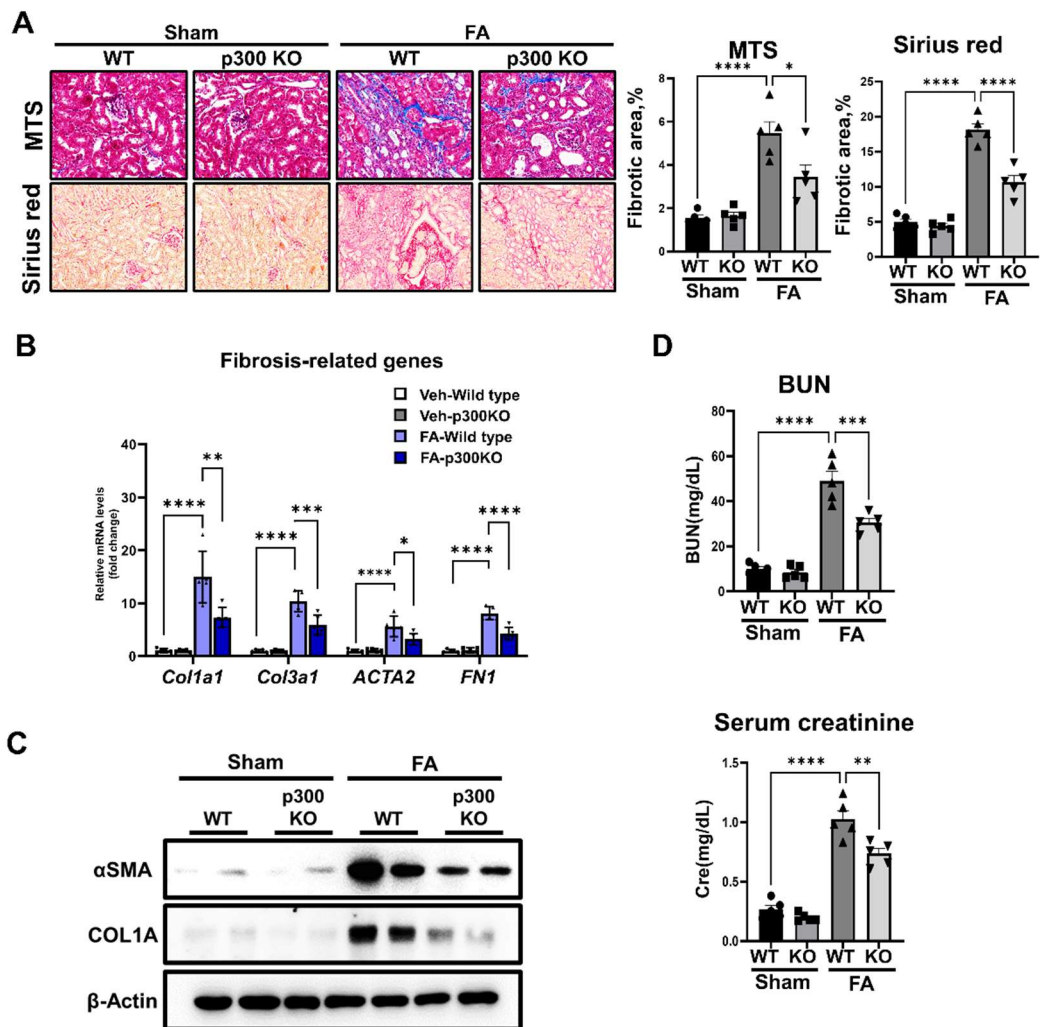 A
Sham FA
WT p300 KO WT p300 KO
MTS
Sirius red
MTS
****
*
Fibrotic area,%
8
6
4
2
0
WT KO WT KO
Sham FA
Sirius red
**** ****
Fibrotic area,%
25
20
15
10
5
0
WT KO WT KO
Sham FA
B
Fibrosis-related genes
Veh-Wild type
Veh-p300KO
FA-Wild type
FA-p300KO
Relative mRNA levels
(fold change)
40
30
20
10
0
**** **
**** ***
**** *
**** ****
Col1a1 Col3a1 ACTA2 FN1
C
Sham FA
WT p300 KO WT p300 KO
αSMA
COL1A
β-Actin
D
BUN
**** ***
BUN(mg/dL)
80
60
40
20
0
WT KO WT KO
Sham FA
Serum creatinine
**** **
Cre(mg/dL)
1.5
1.0
0.5
0.0
WT KO WT KO
Sham FA